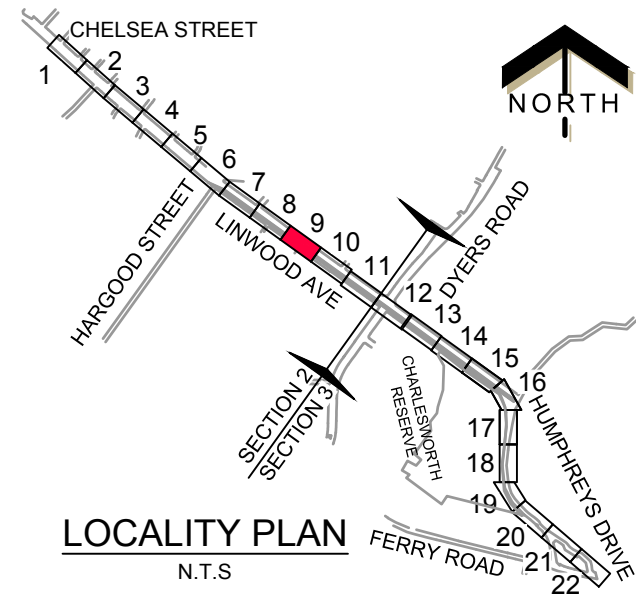 CHELSEA STREET
1
2
3
4
5
6
7
8
9
10
11
12
13
14
15
16
17
18
19
20
21
22
NORTH
HARGOOD STREET
LINWOOD AVE
DYERS ROAD
SECTION 2
SECTION 3
CHARLESWORTH
RESERVE
HUMPHREYS DRIVE
FERRY ROAD
LOCALITY PLAN
N.T.S